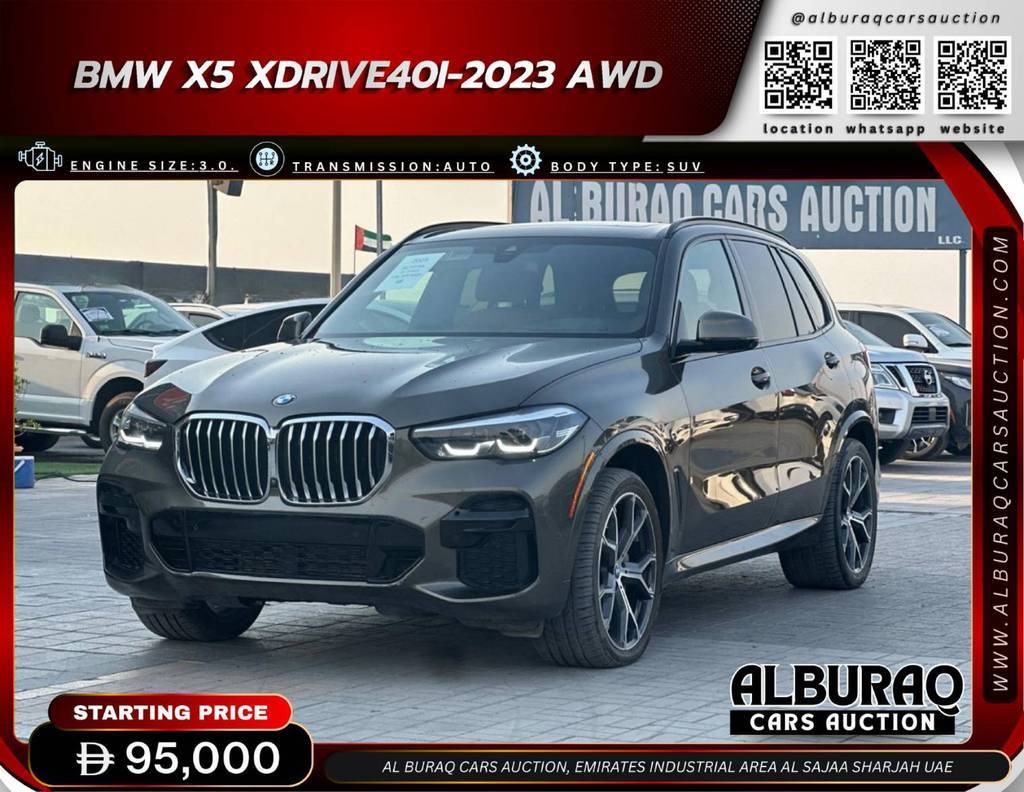 @alburaqcarsauction
BMW X5 XDRIVE40I-2023 AWD
location whatsapp website
ENGINE SIZE:3.0.
TRANSMISSION:AUTO
BODY TYPE: SUV
AL BURAQ CARS AUCTION
LLC
WWW.ALBURAQCARSAUCTION.COM
ALBURAQ
CARS AUCTION
STARTING PRICE
95,000
AL BURAQ CARS AUCTION, EMIRATES INDUSTRIAL AREA AL SAJAA SHARJAH UAE